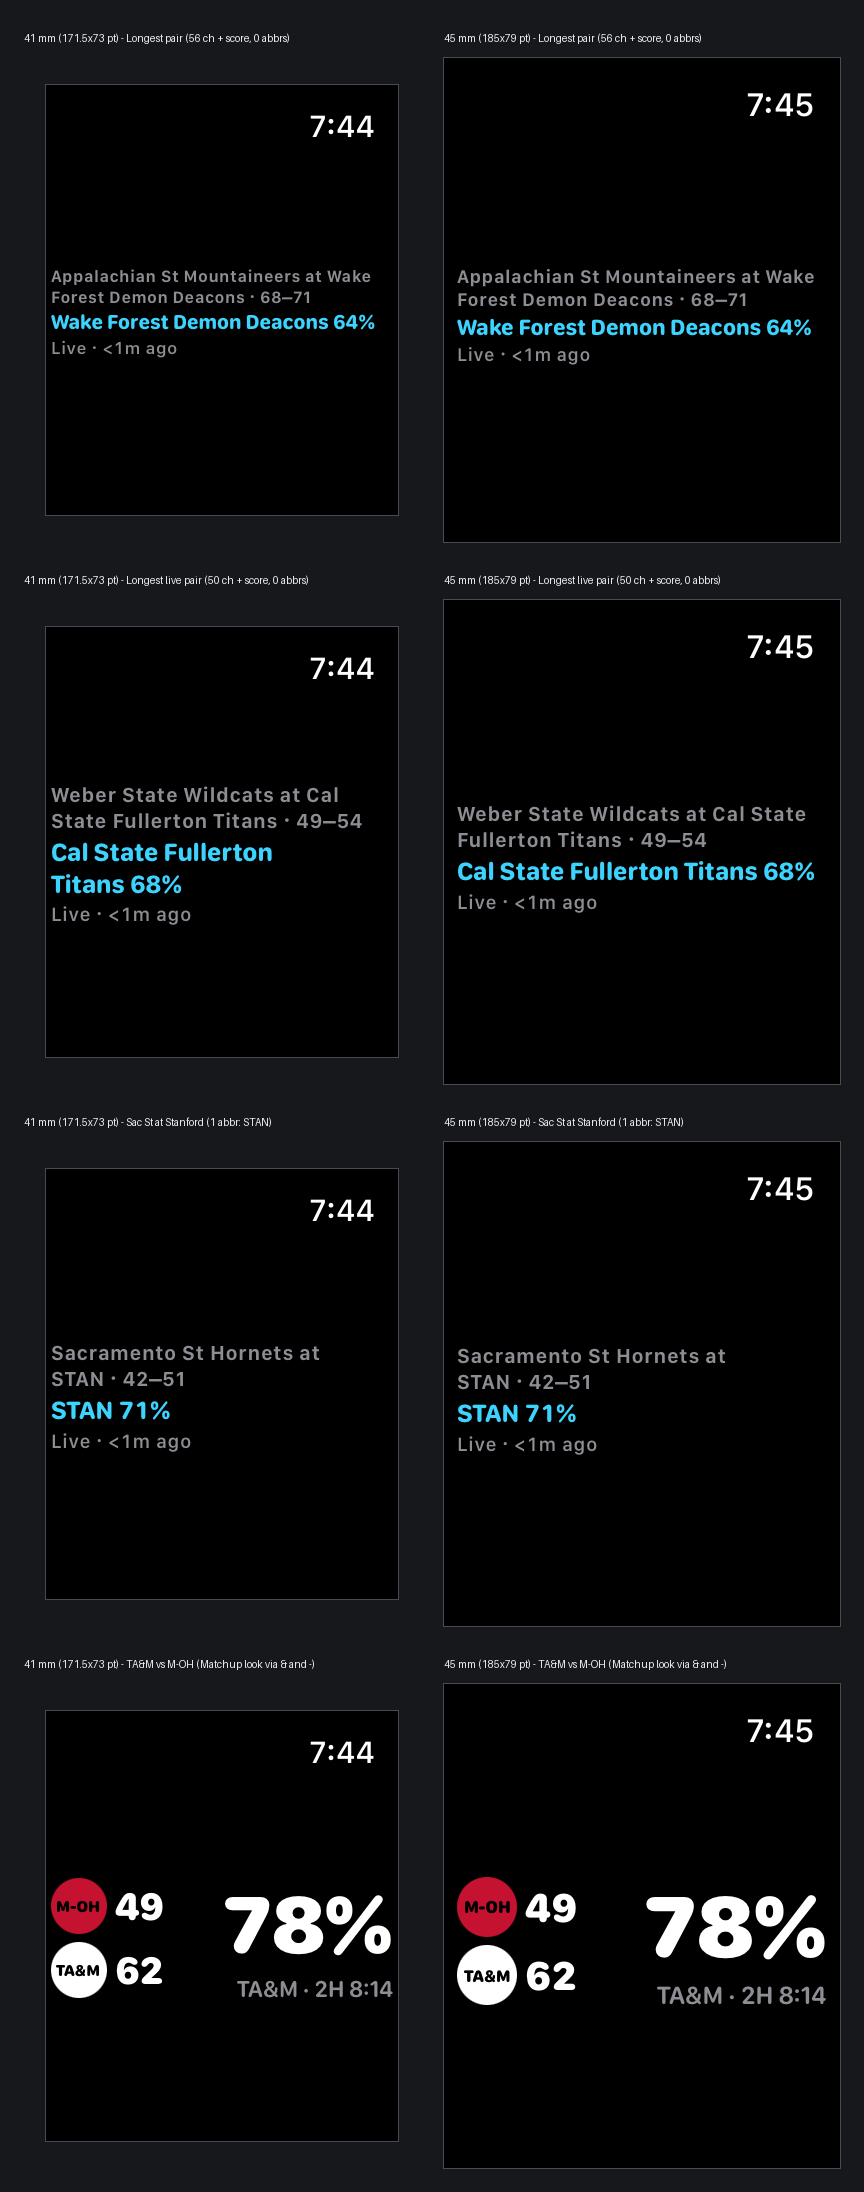 41 mm (171.5x73 pt) - Longest pair (56 ch + score, 0 abbrs)
7:44
Appalachian St Mountaineers at Wake
Forest Demon Deacons · 68–71
Wake Forest Demon Deacons 64%
Live · <1m ago
45 mm (185x79 pt) - Longest pair (56 ch + score, 0 abbrs)
7:45
Appalachian St Mountaineers at Wake
Forest Demon Deacons · 68–71
Wake Forest Demon Deacons 64%
Live · <1m ago
41 mm (171.5x73 pt) - Longest live pair (50 ch + score, 0 abbrs)
7:44
Weber State Wildcats at Cal
State Fullerton Titans · 49–54
Cal State Fullerton
Titans 68%
Live · <1m ago
45 mm (185x79 pt) - Longest live pair (50 ch + score, 0 abbrs)
7:45
Weber State Wildcats at Cal State
Fullerton Titans · 49–54
Cal State Fullerton Titans 68%
Live · <1m ago
41 mm (171.5x73 pt) - Sac St at Stanford (1 abbr: STAN)
7:44
Sacramento St Hornets at
STAN · 42–51
STAN 71%
Live · <1m ago
45 mm (185x79 pt) - Sac St at Stanford (1 abbr: STAN)
7:45
Sacramento St Hornets at
STAN · 42–51
STAN 71%
Live · <1m ago
41 mm (171.5x73 pt) - TA&M vs M-OH (Matchup look via & and -)
7:44
M-OH 49
TA&M 62
78%
TA&M · 2H 8:14
45 mm (185x79 pt) - TA&M vs M-OH (Matchup look via & and -)
7:45
M-OH 49
TA&M 62
78%
TA&M · 2H 8:14